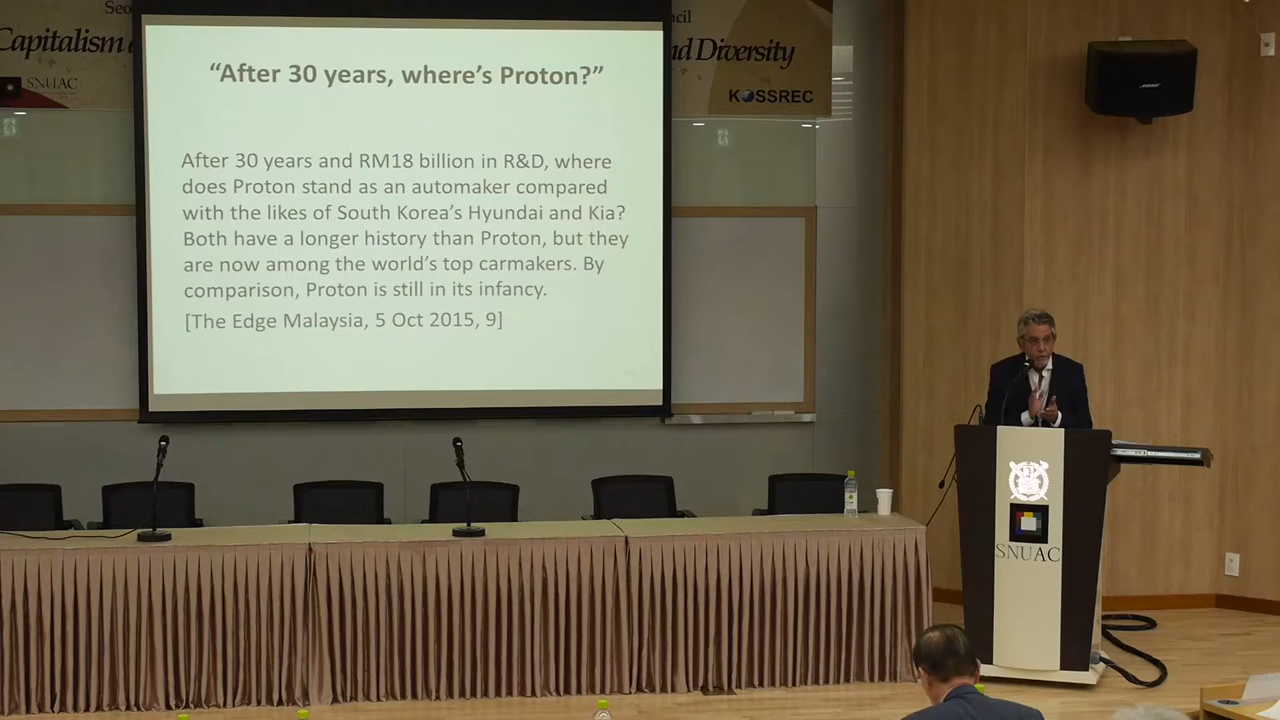 Seo
Capitalism
SNUAC
ncil
nd Diversity
KOSSREC
“After 30 years, where’s Proton?”
After 30 years and RM18 billion in R&D, where
does Proton stand as an automaker compared
with the likes of South Korea’s Hyundai and Kia?
Both have a longer history than Proton, but they
are now among the world’s top carmakers. By
comparison, Proton is still in its infancy.
[The Edge Malaysia, 5 Oct 2015, 9]
BOSE
SNUAC